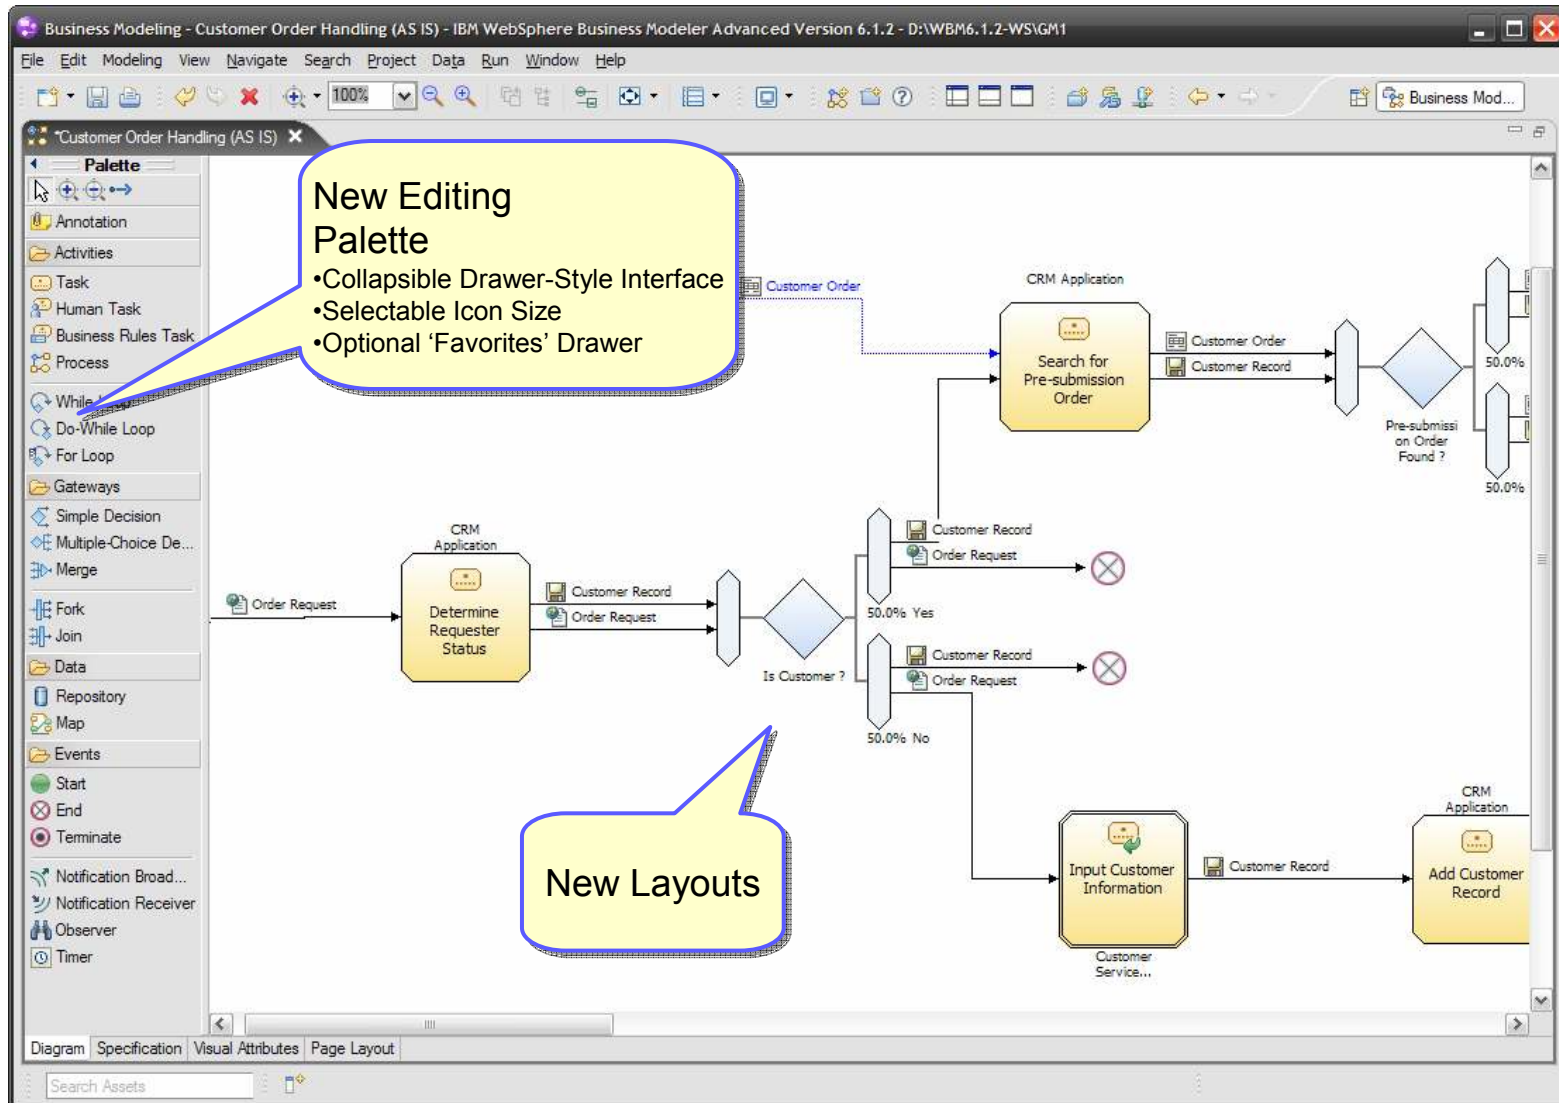 Business Modeling - Customer Order Handling (AS IS) - IBM WebSphere Business Modeler Advanced Version 6.1.2 - D:\WBM6.1.2-WS\GM1
File Edit Modeling View Navigate Search Project Data Run Window Help
100%
Business Mod...
*Customer Order Handling (AS IS)
Palette
Annotation
Activities
Task
Human Task
Business Rules Task
Process
While
Do-While Loop
For Loop
Gateways
Simple Decision
Multiple-Choice De...
Merge
Fork
Join
Data
Repository
Map
Events
Start
End
Terminate
Notification Broad...
Notification Receiver
Observer
Timer
New Editing
Palette
•Collapsible Drawer-Style Interface
•Selectable Icon Size
•Optional ‘Favorites’ Drawer
Customer Order
CRM Application
Search for
Pre-submission
Order
Customer Order
Customer Record
Pre-submissi
on Order
Found ?
50.0%
50.0%
Order Request
CRM
Application
Determine
Requester
Status
Customer Record
Order Request
Is Customer ?
Customer Record
Order Request
50.0% Yes
Customer Record
Order Request
50.0% No
New Layouts
Input Customer
Information
Customer
Service...
Customer Record
CRM
Application
Add Customer
Record
Diagram Specification Visual Attributes Page Layout
Search Assets